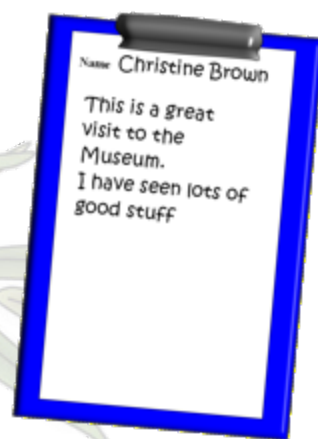 Name Christine Brown
This is a great
visit to the
Museum.
I have seen lots of
good stuff